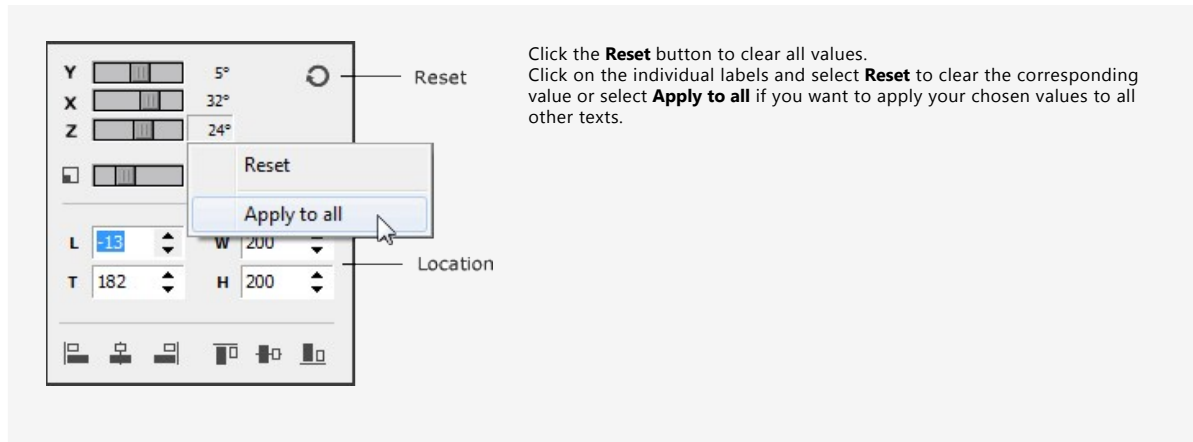 Y 5°
X 32°
Z 24°
Reset
Apply to all
L -13 W 200
T 182 H 200
Reset
Location
Click the Reset button to clear all values.
Click on the individual labels and select Reset to clear the corresponding
value or select Apply to all if you want to apply your chosen values to all
other texts.